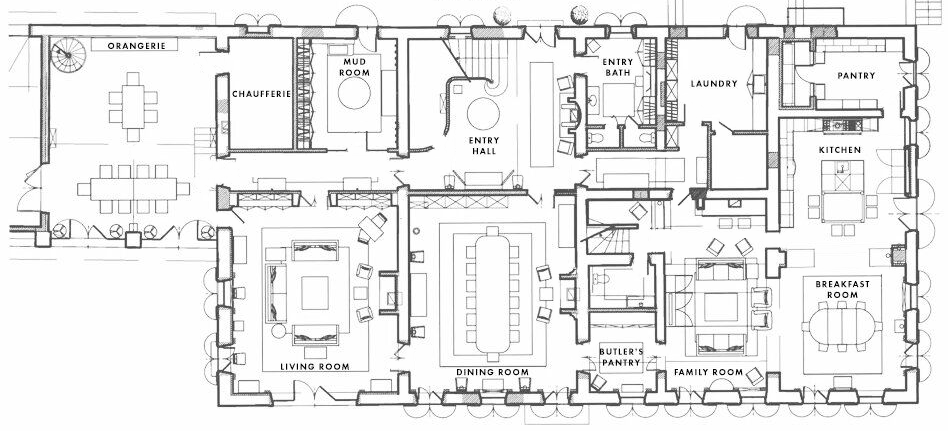 ORANGERIE
CHAUFFERIE
MUD
ROOM
ENTRY
HALL
ENTRY
BATH
LAUNDRY
PANTRY
KITCHEN
BREAKFAST
ROOM
LIVING ROOM
DINING ROOM
BUTLER'S
PANTRY
FAMILY ROOM